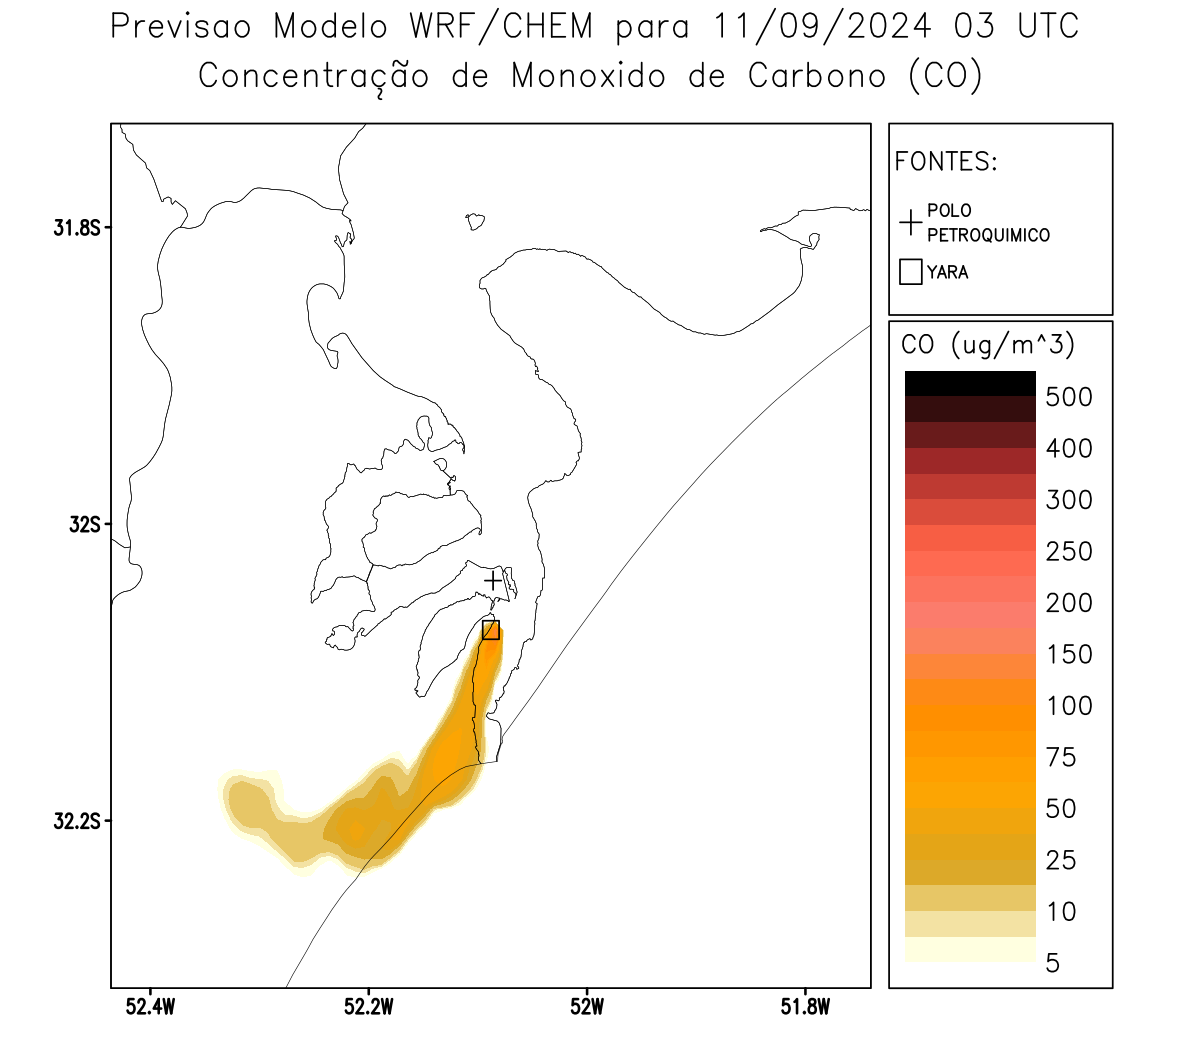 Previsao Modelo WRF/CHEM para 11/09/2024 03 UTC
Concentração de Monoxido de Carbono (CO)
FONTES:
POLO
PETROQUIMICO
YARA
CO (ug/m^3)
500
400
300
250
200
150
100
75
50
25
10
5
31.8S
32S
32.2S
52.4W
52.2W
52W
51.8W